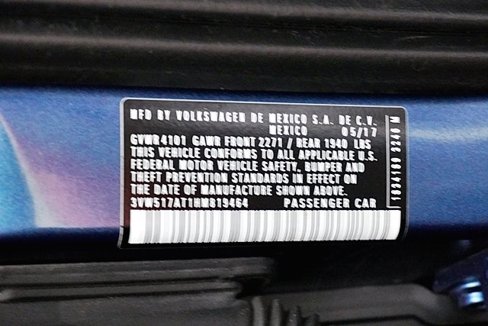 MFD BY VOLKSWAGEN DE MEXICO S.A. DE C.V.
MEXICO 05/17
GVWR 4101 GAWR FRONT 2271 / REAR 1940 LBS
THIS VEHICLE CONFORMS TO ALL APPLICABLE U.S.
FEDERAL MOTOR VEHICLE SAFETY, BUMPER AND
THEFT PREVENTION STANDARDS IN EFFECT ON
THE DATE OF MANUFACTURE SHOWN ABOVE.
3VW517AT1HM819464 PASSENGER CAR